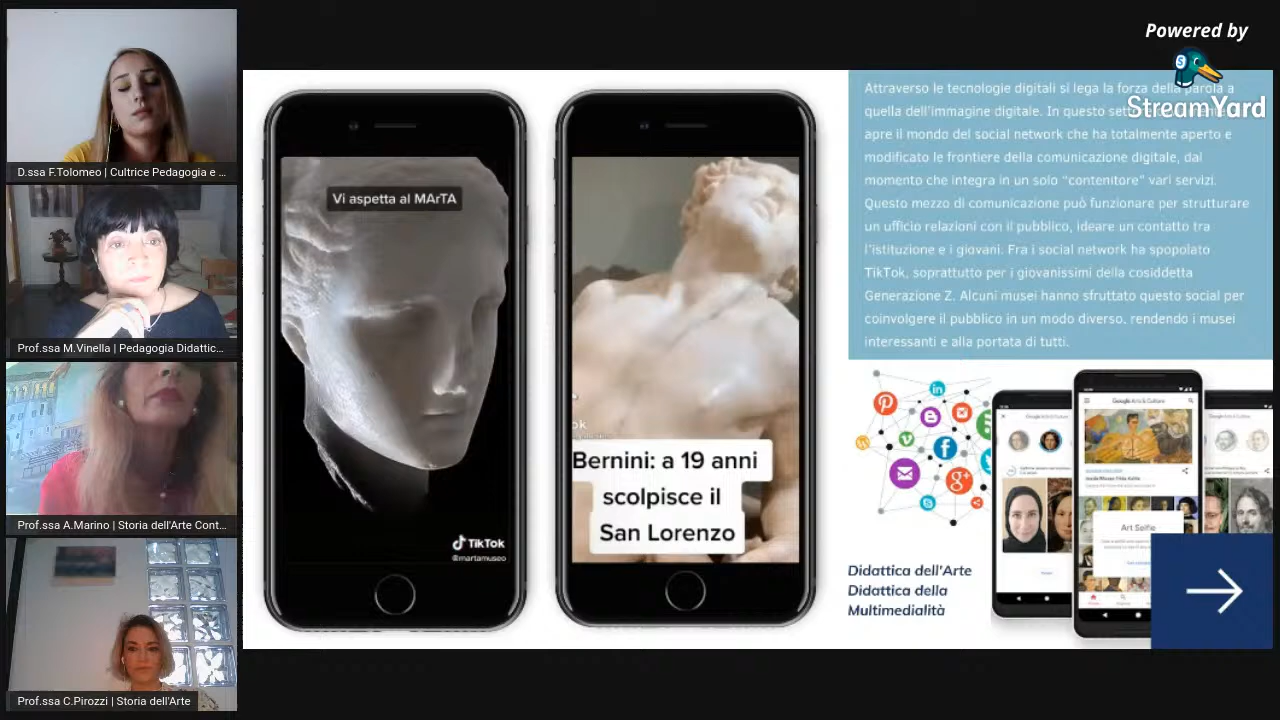 D.ssa F.Tolomeo | Cultrice Pedagogia e ...
Prof.ssa M.Vinella | Pedagogia Didattic...
Prof.ssa A.Marino | Storia dell'Arte Cont...
Prof.ssa C.Pirozzi | Storia dell'Arte
Vi aspetta al MArTA
TikTok
@martamuseo
Bernini: a 19 anni
scolpisce il
San Lorenzo
Powered by
StreamYard
Attraverso le tecnologie digitali si lega la forza della parola a
quella dell'immagine digitale. In questo
apre il mondo del social network che ha totalmente aperto e
modificato le frontiere della comunicazione digitale, dal
momento che integra in un solo "contenitore" vari servizi.
Questo mezzo di comunicazione può funzionare per strutturare
un ufficio relazioni con il pubblico, ideare un contatto tra
l'istituzione e i giovani. Fra i social network ha spopolato
TikTok, soprattutto per i giovanissimi della cosiddetta
Generazione Z. Alcuni musei hanno sfruttato questo social per
coinvolgere il pubblico in un modo diverso, rendendo i musei
interessanti e alla portata di tutti.
Google Arts & Culture
Art Selfie
Didattica dell'Arte
Didattica della
Multimedialità